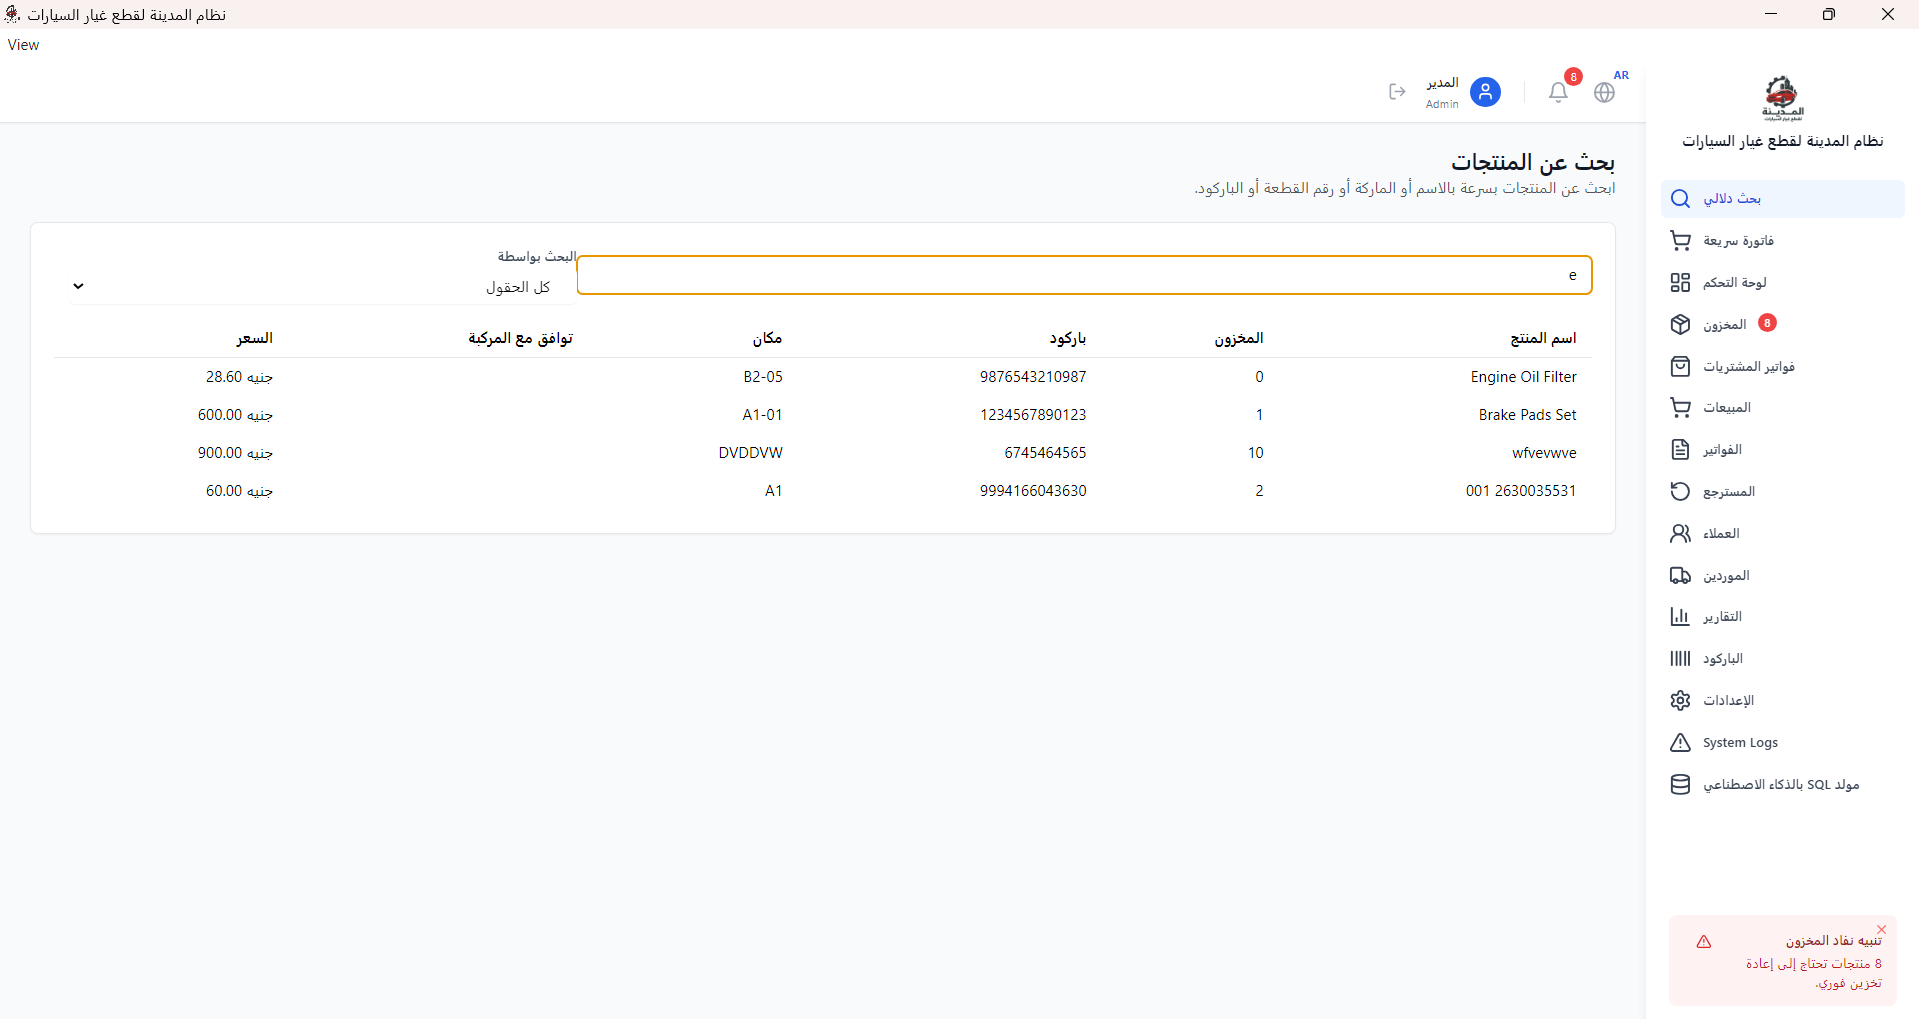 نظام المدينة لقطع غيار السيارات
View
AR
8
المدير
Admin
المدينة
لقطع غيار السيارات
نظام المدينة لقطع غيار السيارات
بحث دلالي
فاتورة سريعة
لوحة التحكم
المخزون 8
فواتير المشتريات
المبيعات
الفواتير
المسترجع
العملاء
الموردين
التقارير
الباركود
الإعدادات
System Logs
مولد SQL بالذكاء الاصطناعي
بحث عن المنتجات
ابحث عن المنتجات بسرعة بالاسم أو الماركة أو رقم القطعة أو الباركود.
e
البحث بواسطة
كل الحقول
اسم المنتج المخزون باركود مكان توافق مع المركبة السعر
Engine Oil Filter 0 9876543210987 B2-05 جنيه 28.60
Brake Pads Set 1 1234567890123 A1-01 جنيه 600.00
wfvevwve 10 6745464565 DVDDVW جنيه 900.00
001 2630035531 2 9994166043630 A1 جنيه 60.00
تنبيه نفاد المخزون
8 منتجات تحتاج إلى إعادة
تخزين فوري.